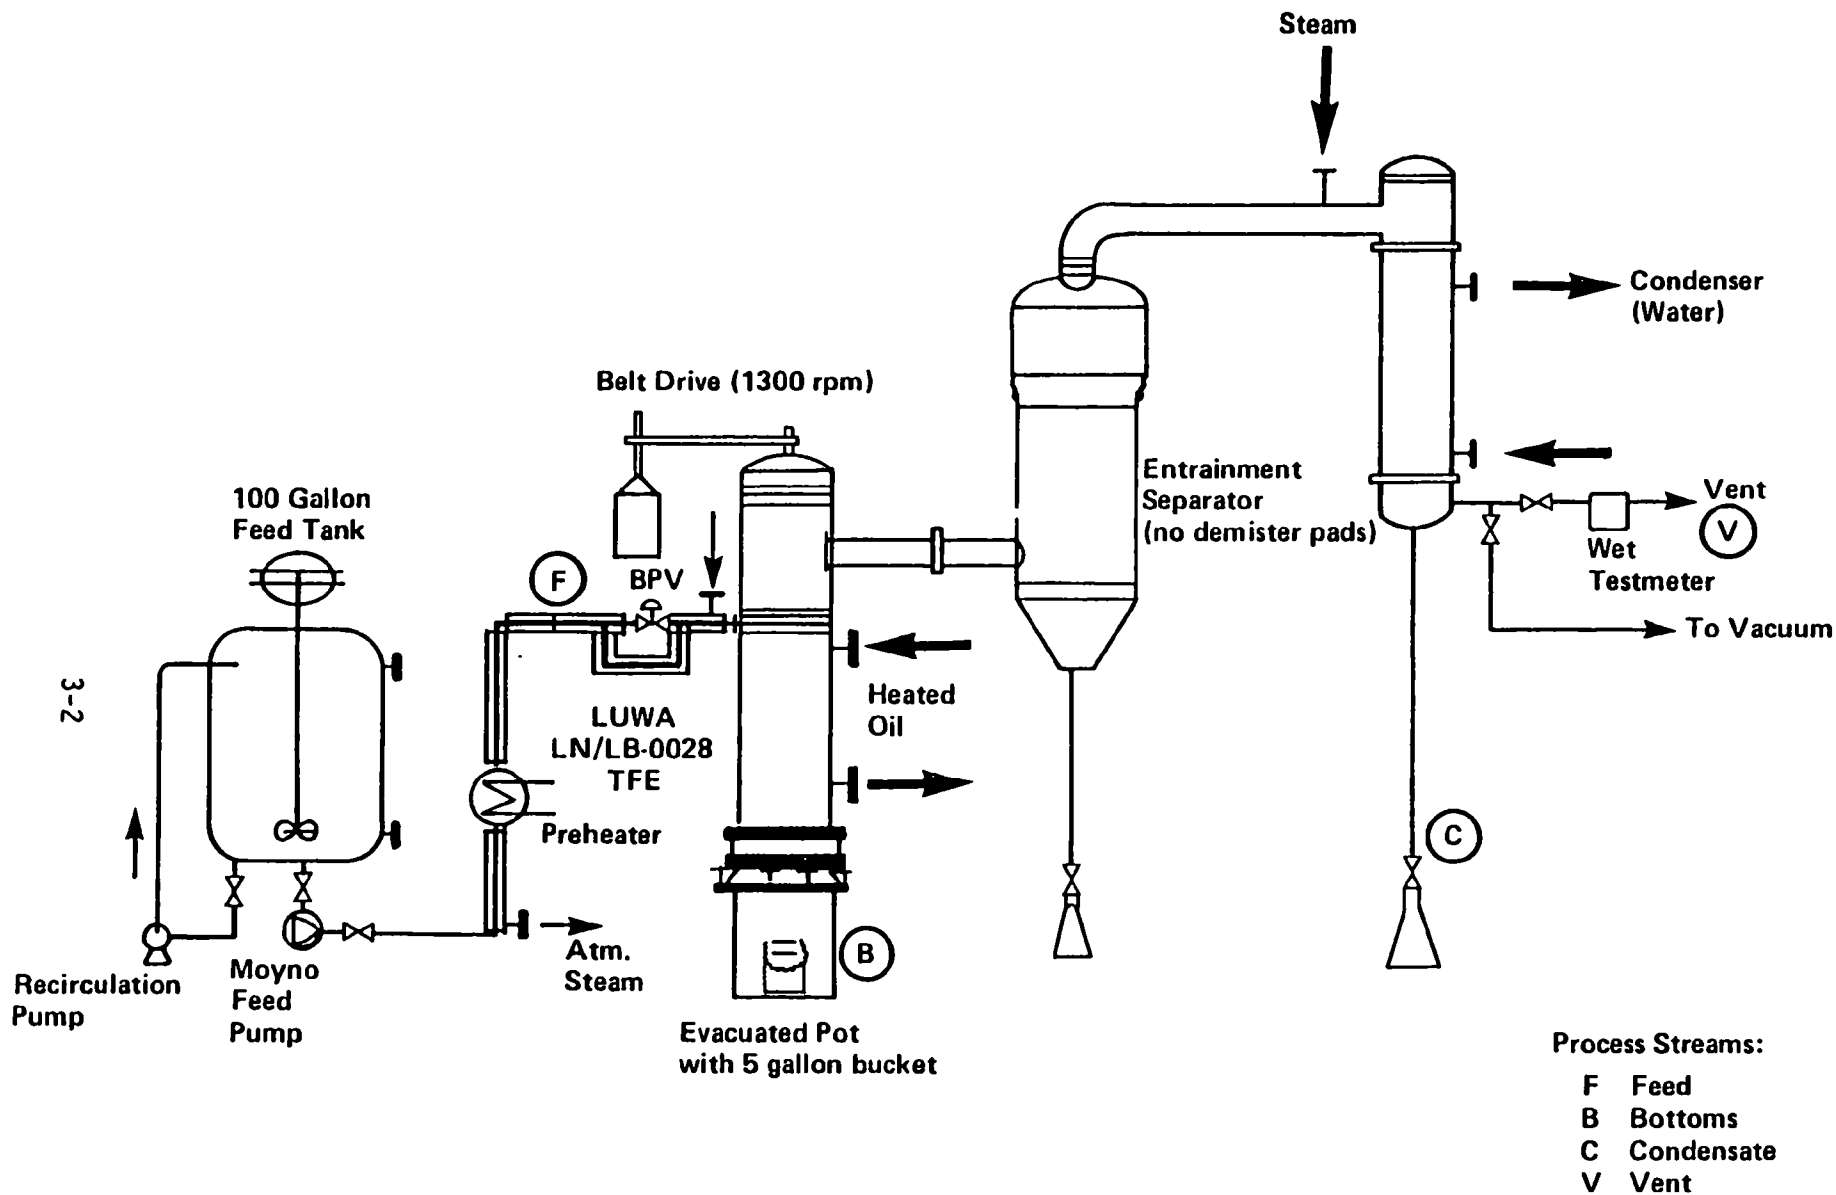 Steam
Condenser
(Water)
Belt Drive (1300 rpm)
Entrainment
Separator
(no demister pads)
100 Gallon
Feed Tank
Vent
V
Wet
Testmeter
F
BPV
To Vacuum
3-2
Heated
Oil
LUWA
LN/LB-0028
TFE
Preheater
C
B
Atm.
Steam
Moyno
Feed
Pump
Recirculation
Pump
Evacuated Pot
with 5 gallon bucket
Process Streams:
F Feed
B Bottoms
C Condensate
V Vent